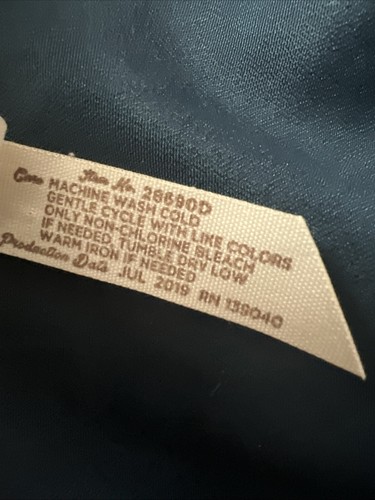 Item No. 28690D
Care MACHINE WASH COLD
GENTLE CYCLE WITH LIKE COLORS
ONLY NON-CHLORINE BLEACH
IF NEEDED, TUMBLE DRY LOW
WARM IRON IF NEEDED
Production Date JUL 2019 RN 139040